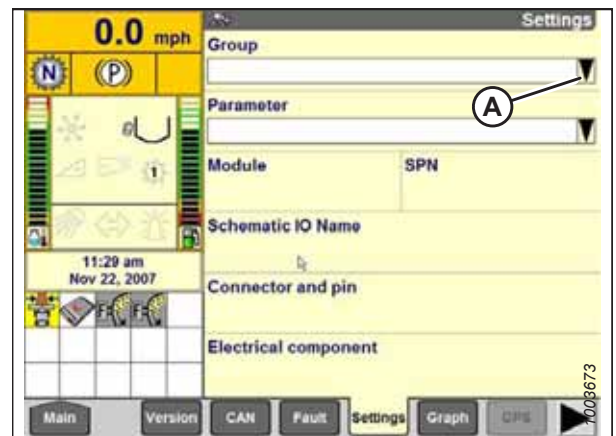 0.0 mph
N
(P)
1
11:29 am
Nov 22, 2007
Settings
Group
A
Parameter
Module
SPN
Schematic IO Name
Connector and pin
Electrical component
Main
Version
CAN
Fault
Settings
Graph
GPS
1003673